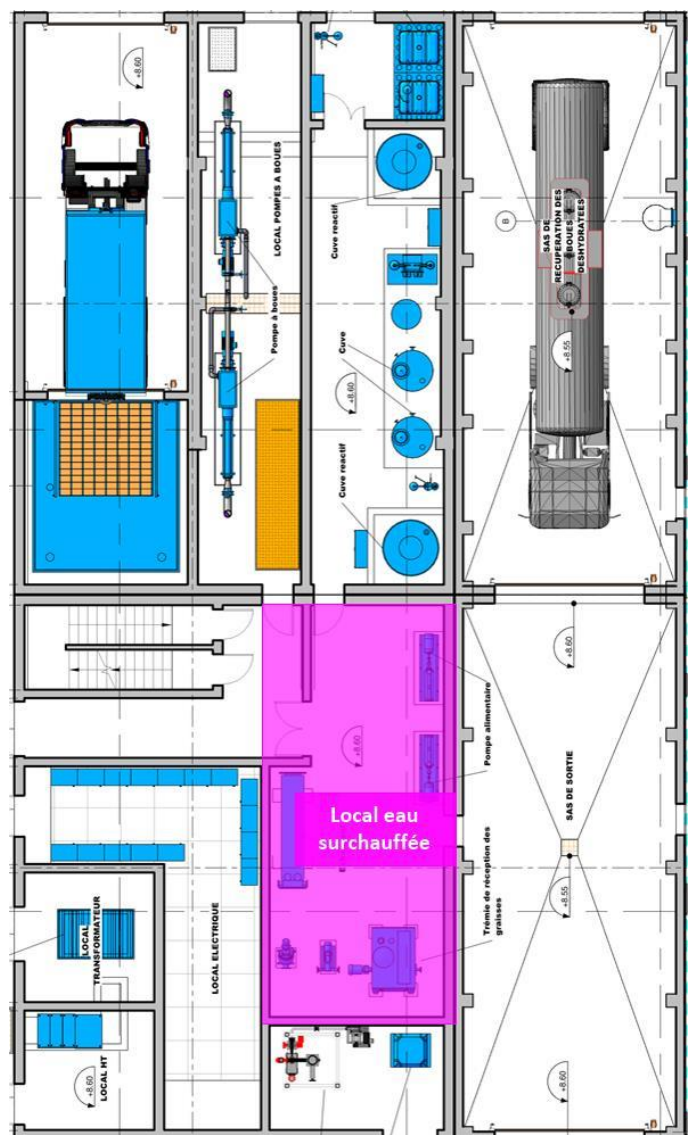 +8.60
LOCAL POMPES A BOUES
Pompe à boues
Cuve reactif
Cuve
+8.60
Cuve reactif
B
SAS DE
RECUPERATION DES
BOUES
DESHYDRATEES
+8.55
+8.60
Pompe alimentaire
+8.60
Local eau
surchauffée
SAS DE SORTIE
Trémie de réception des
graisses
+8.55
LOCAL
TRANSFORMATEUR
LOCAL ELECTRIQUE
LOCAL HT
+8.60
+8.60